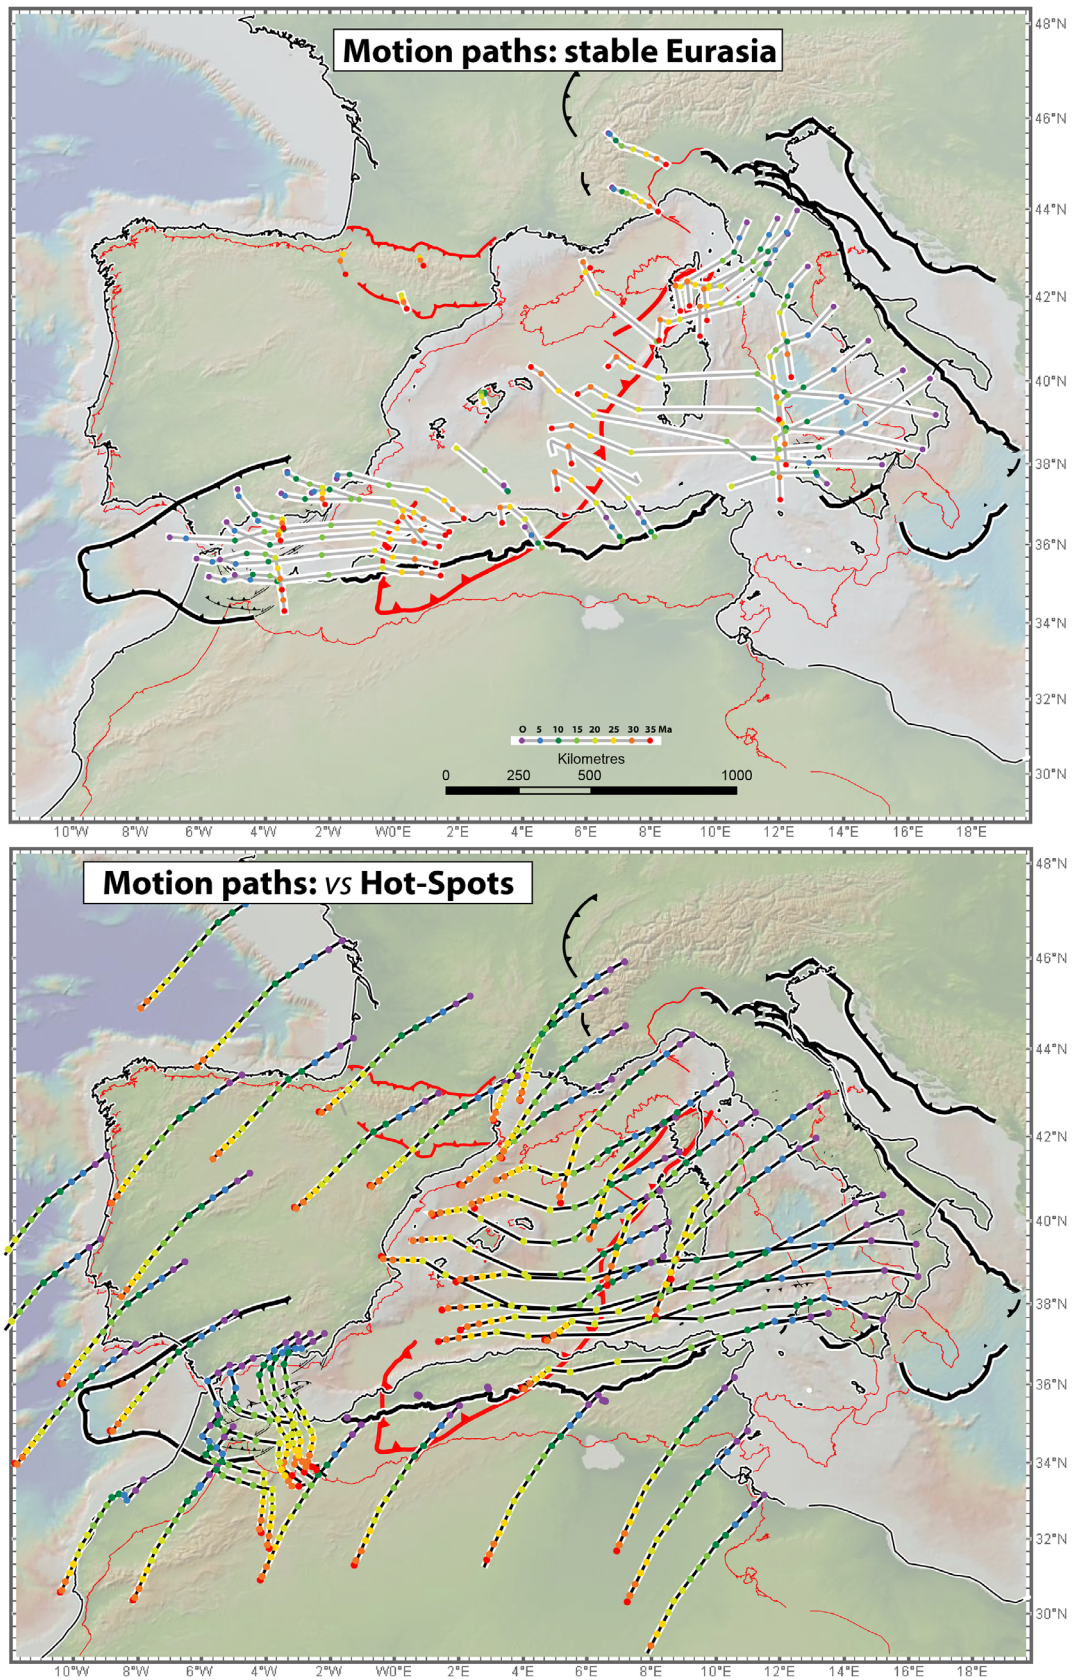 Motion paths: stable Eurasia
48°N
46°N
44°N
42°N
40°N
38°N
36°N
34°N
32°N
30°N
0 5 10 15 20 25 30 35 Ma
Kilometres
0 250 500 1000
10°W 8°W 6°W 4°W 2°W W00°E 2°E 4°E 6°E 8°E 10°E 12°E 14°E 16°E 18°E
Motion paths: vs Hot-Spots
48°N
46°N
44°N
42°N
40°N
38°N
36°N
34°N
32°N
30°N
10°W 8°W 6°W 4°W 2°W W00°E 2°E 4°E 6°E 8°E 10°E 12°E 14°E 16°E 18°E